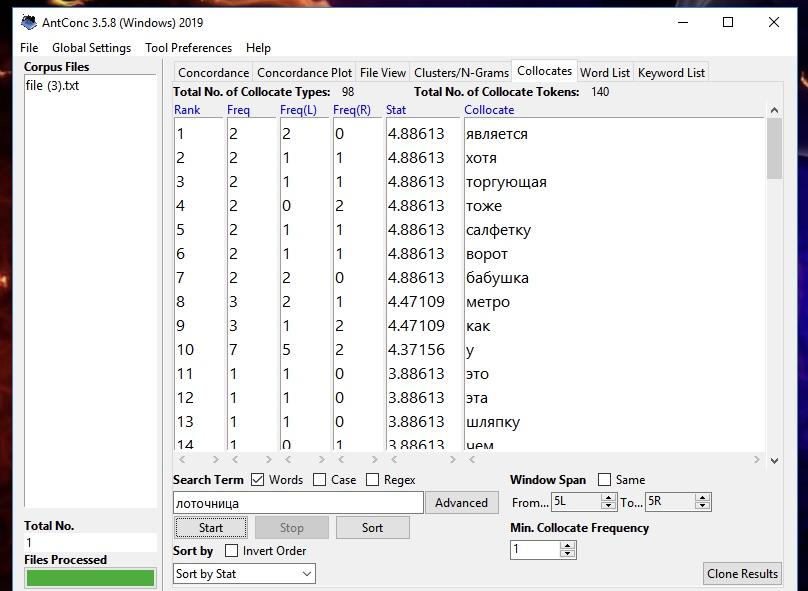 AntConc 3.5.8 (Windows) 2019
File Global Settings Tool Preferences Help
Corpus Files
file (3).txt
Concordance Concordance Plot File View Clusters/N-Grams Collocates Word List Keyword List
Total No. of Collocate Types: 98 Total No. of Collocate Tokens: 140
Rank Freq Freq(L) Freq(R) Stat Collocate
1 2 2 0 4.88613 является
2 2 1 1 4.88613 хотя
3 2 1 1 4.88613 торгующая
4 2 0 2 4.88613 тоже
5 2 1 1 4.88613 салфетку
6 2 1 1 4.88613 ворот
7 2 2 0 4.88613 бабушка
8 3 2 1 4.47109 метро
9 3 1 2 4.47109 как
10 7 5 2 4.37156 у
11 1 1 0 3.88613 это
12 1 1 0 3.88613 эта
13 1 1 0 3.88613 шляпку
14 1 0 1 3.88613 чем
Search Term Words Case Regex Window Span Same
лоточница Advanced From... 5L To... 5R
Start Stop Sort Min. Collocate Frequency
Sort by Invert Order 1
Sort by Stat Clone Results
Total No.
1
Files Processed